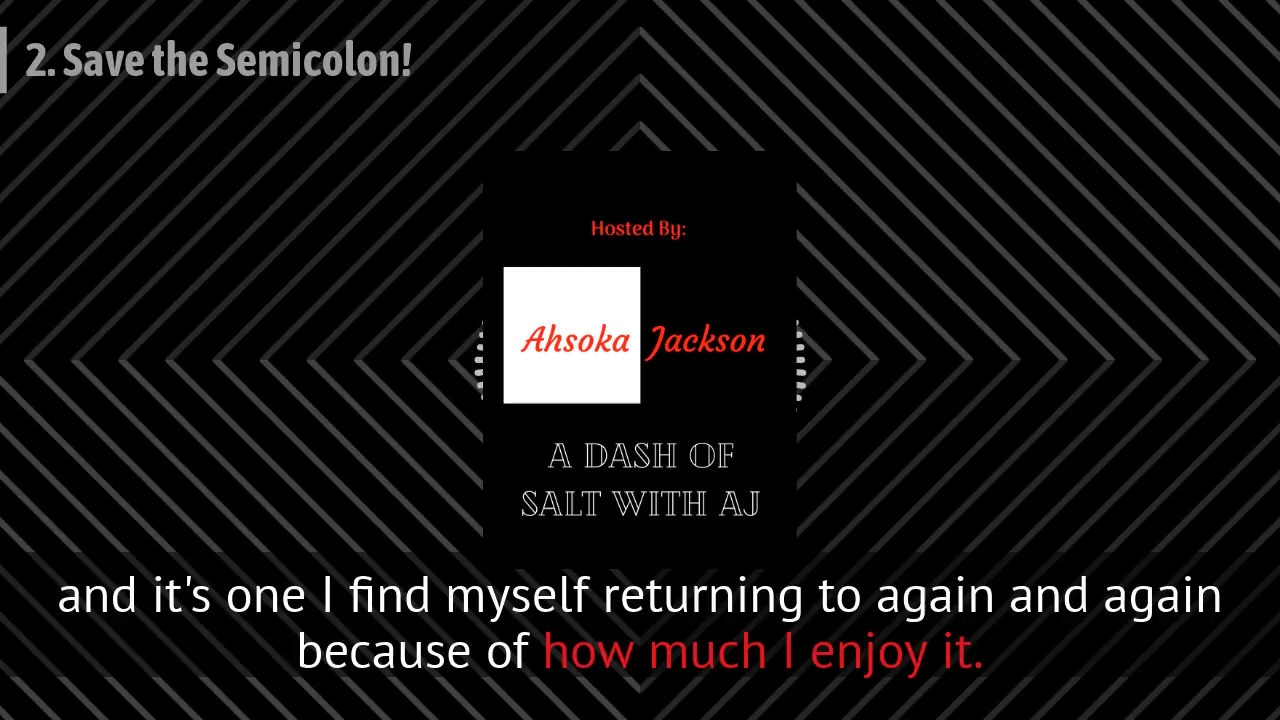 2. Save the Semicolon!
Hosted By:
Ahsoka Jackson
A DASH OF
SALT WITH AJ
and it's one I find myself returning to again and again
because of how much I enjoy it.